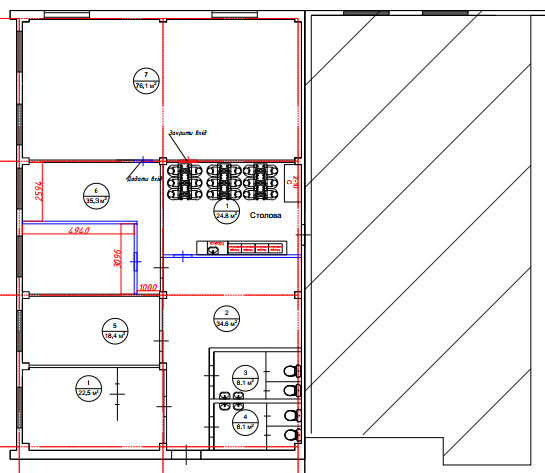 7
76,1 м²
Закрити вхід
Додати вхід
2594
6
35,3 м²
1
24.8 м²
Столова
4940
3096
1000
2
34.6 м²
5
18,4 м²
3
8.1 м²
I
22,5 м²
4
8.1 м²